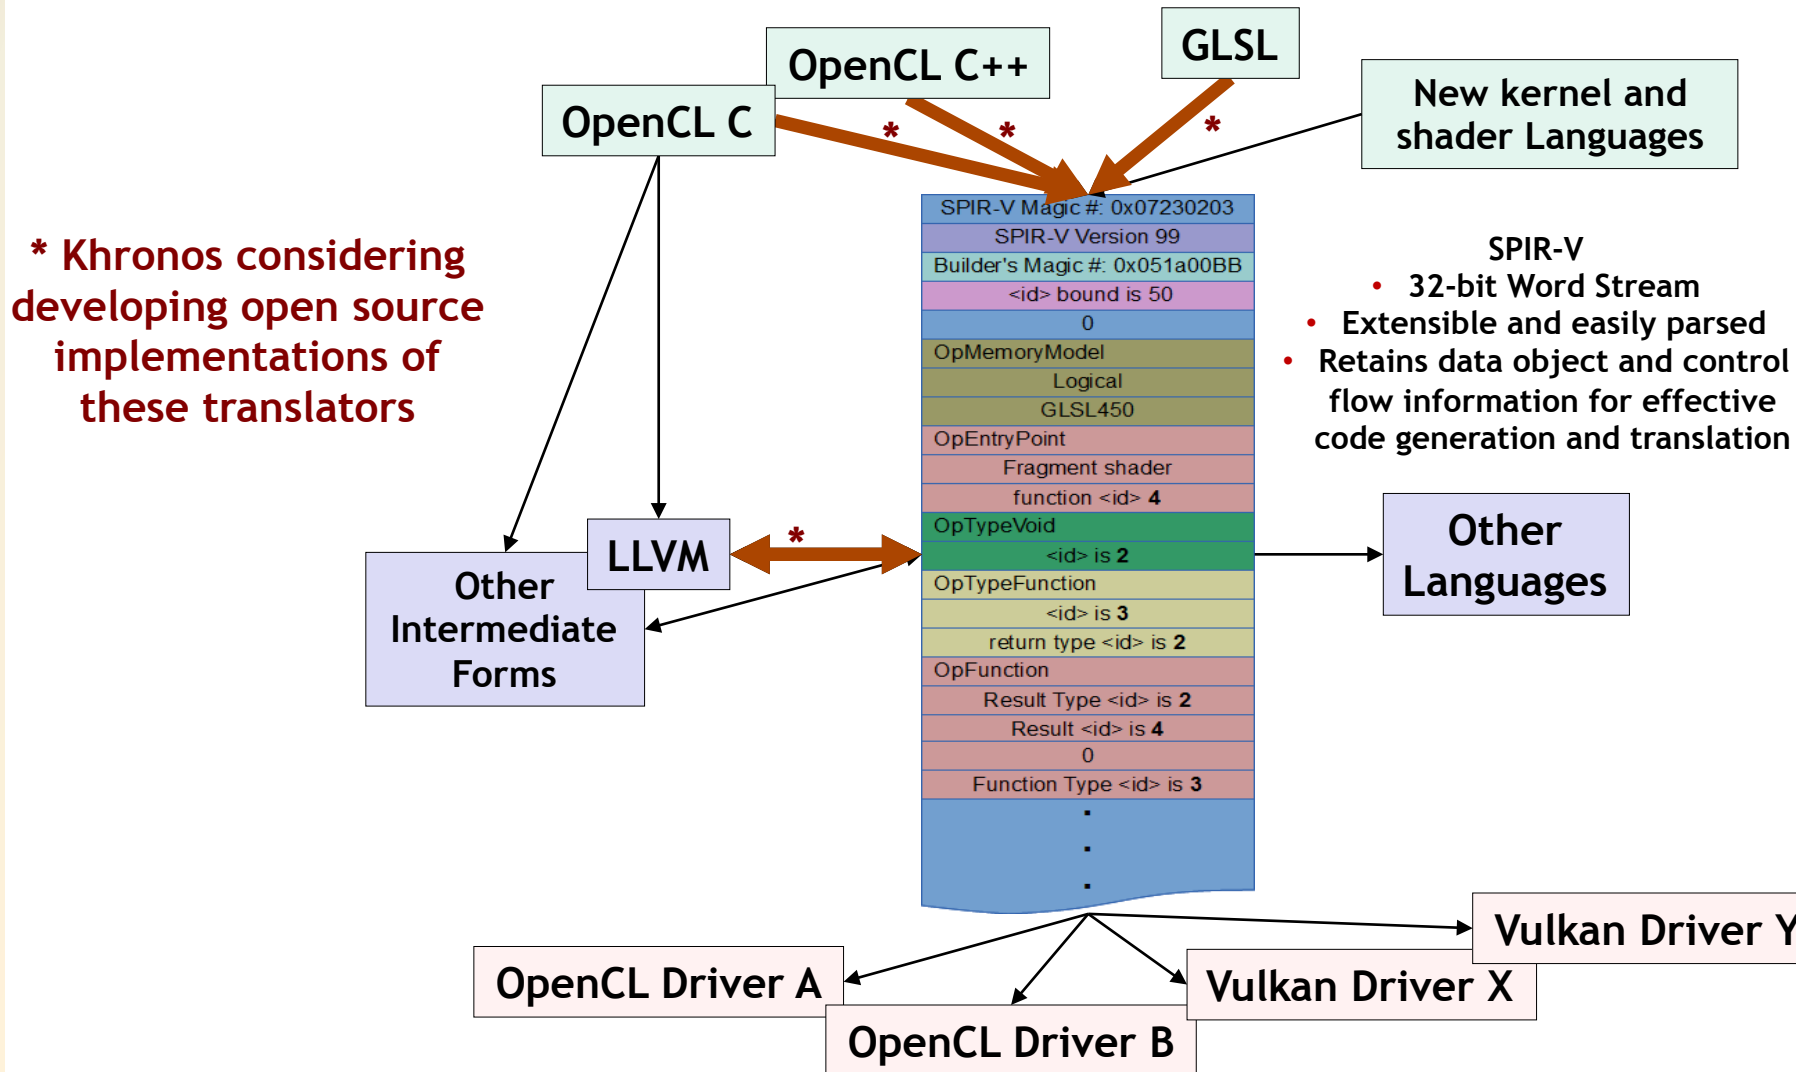 GLSL
OpenCL C++
New kernel and
shader Languages
OpenCL C
*
*
*
* Khronos considering
developing open source
implementations of
these translators
SPIR-V Magic #: 0x07230203
SPIR-V Version 99
Builder's Magic #: 0x051a00BB
<id> bound is 50
0
OpMemoryModel
Logical
GLSL450
OpEntryPoint
Fragment shader
function <id> 4
OpTypeVoid
<id> is 2
OpTypeFunction
<id> is 3
return type <id> is 2
OpFunction
Result Type <id> is 2
Result <id> is 4
0
Function Type <id> is 3
.
.
.
SPIR-V
• 32-bit Word Stream
• Extensible and easily parsed
• Retains data object and control
flow information for effective
code generation and translation
LLVM
*
Other
Intermediate
Forms
Other
Languages
Vulkan Driver Y
OpenCL Driver A
Vulkan Driver X
OpenCL Driver B